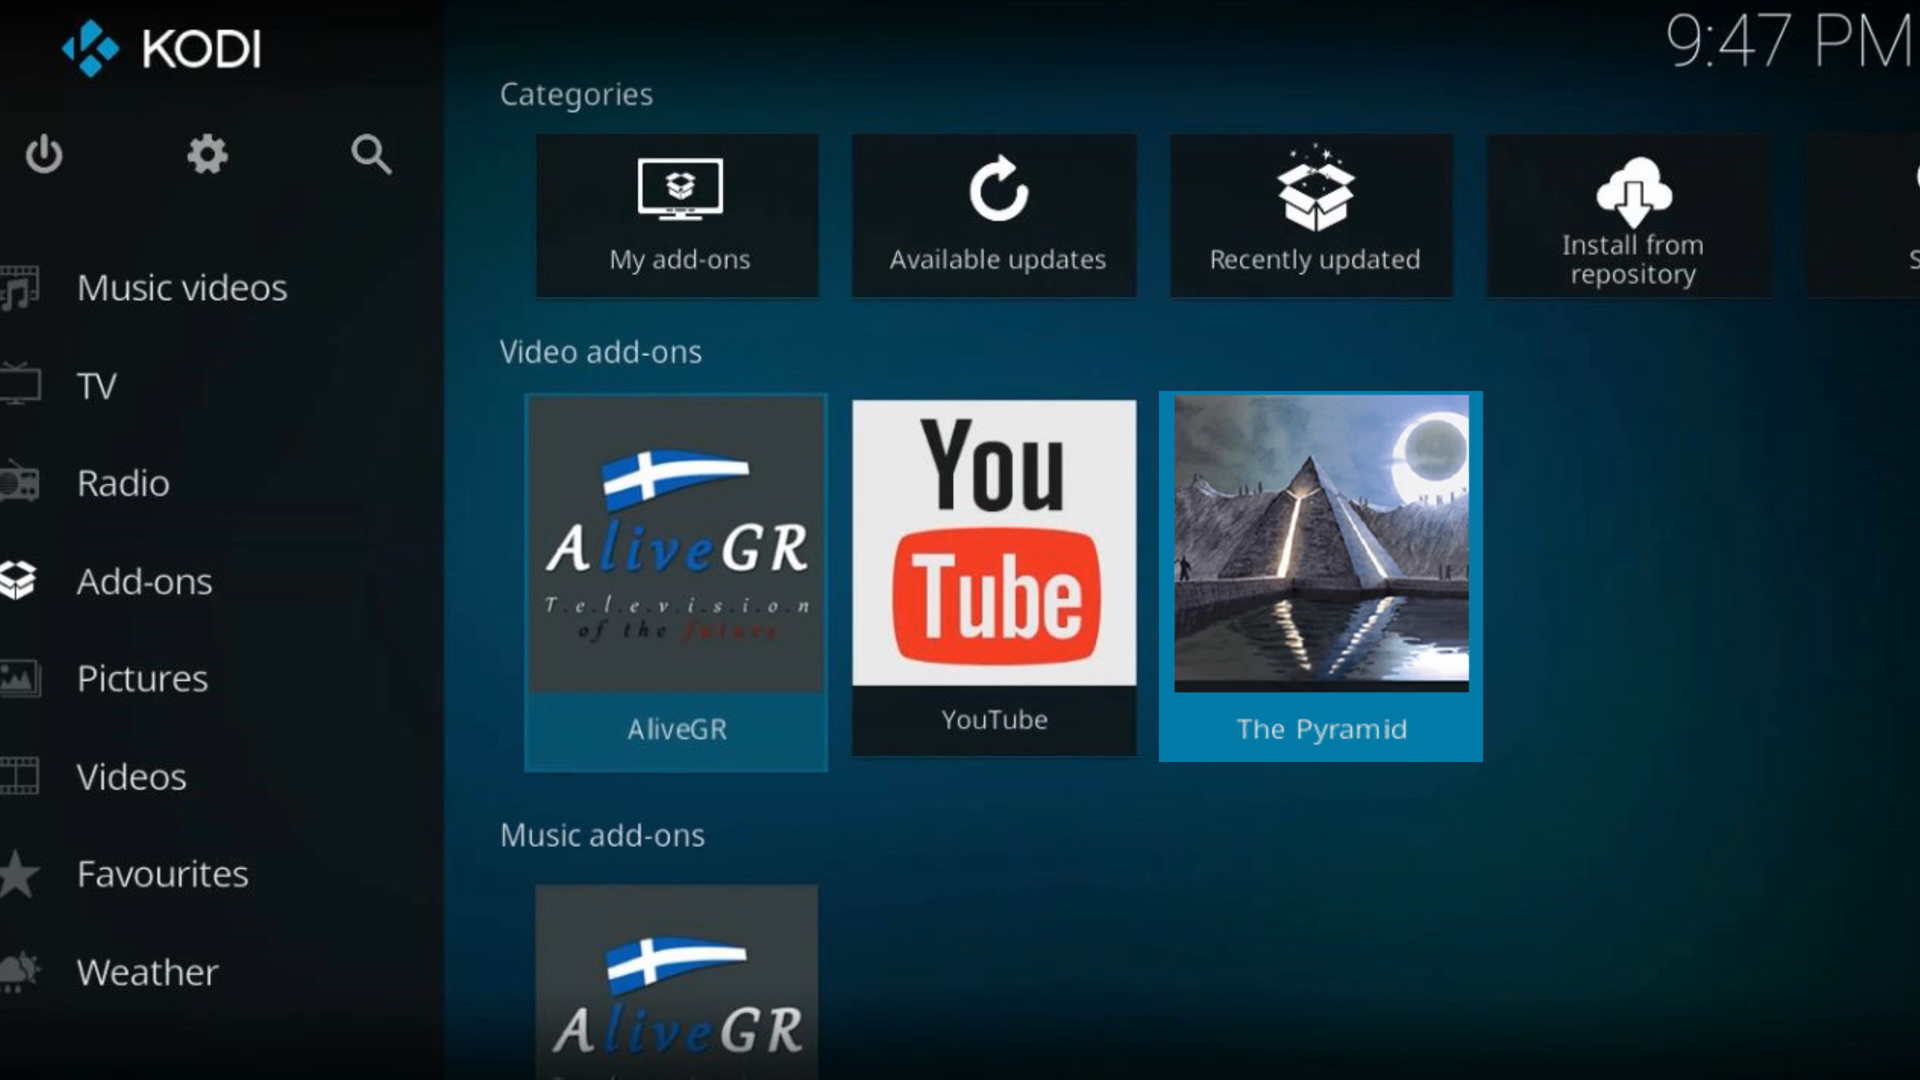 KODI
9:47 PM
Music videos
TV
Radio
Add-ons
Pictures
Videos
Favourites
Weather
Categories
My add-ons
Available updates
Recently updated
Install from
repository
Video add-ons
AliveGR
T.e.l.e.v.i.s.i.o.n
of the future
AliveGR
You
Tube
YouTube
The Pyramid
Music add-ons
AliveGR